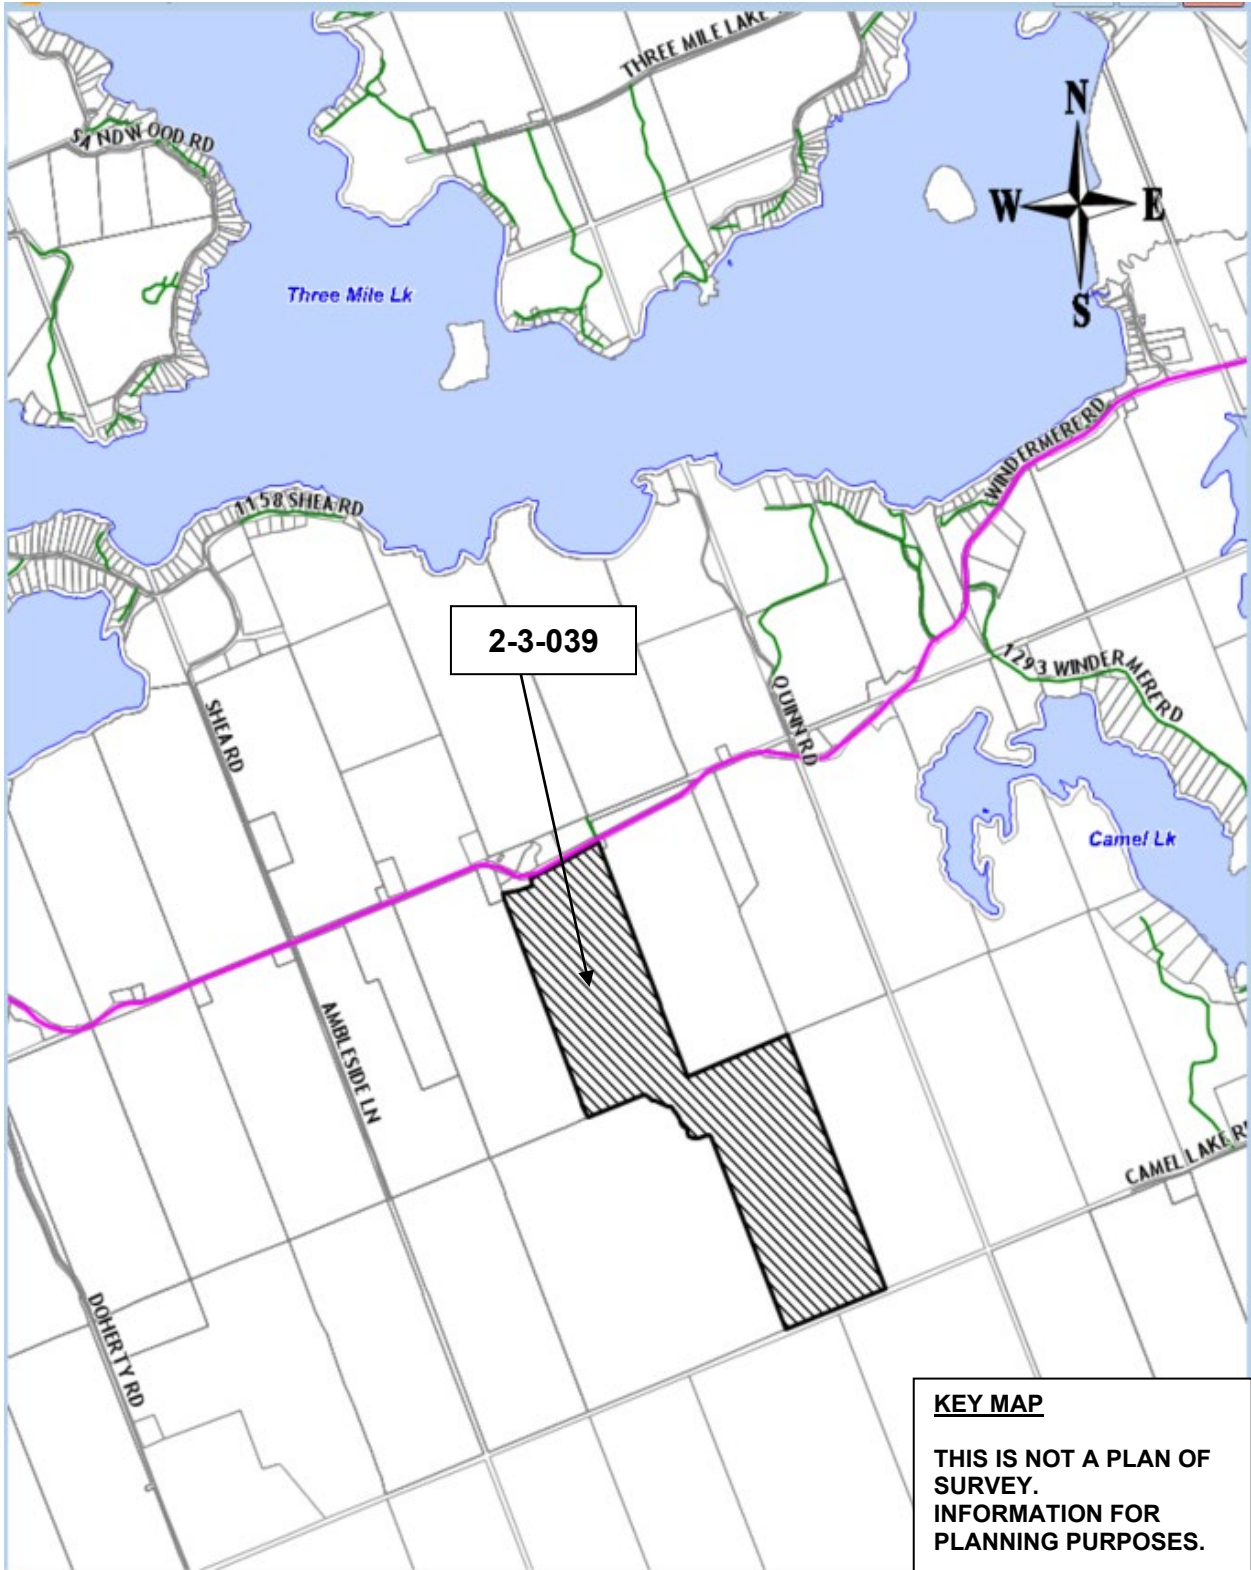 THREE MILE LAKE
N
SANDWOOD RD
W
E
Three Mile Lk
S
WINDERMERE RD
1158 SHEA RD
2-3-039
1293 WINDERMERE RD
QUINN RD
SHEA RD
Camel Lk
AMBLESIDE LN
CAMEL LAKE
DOHERTY RD
KEY MAP
THIS IS NOT A PLAN OF
SURVEY.
INFORMATION FOR
PLANNING PURPOSES.